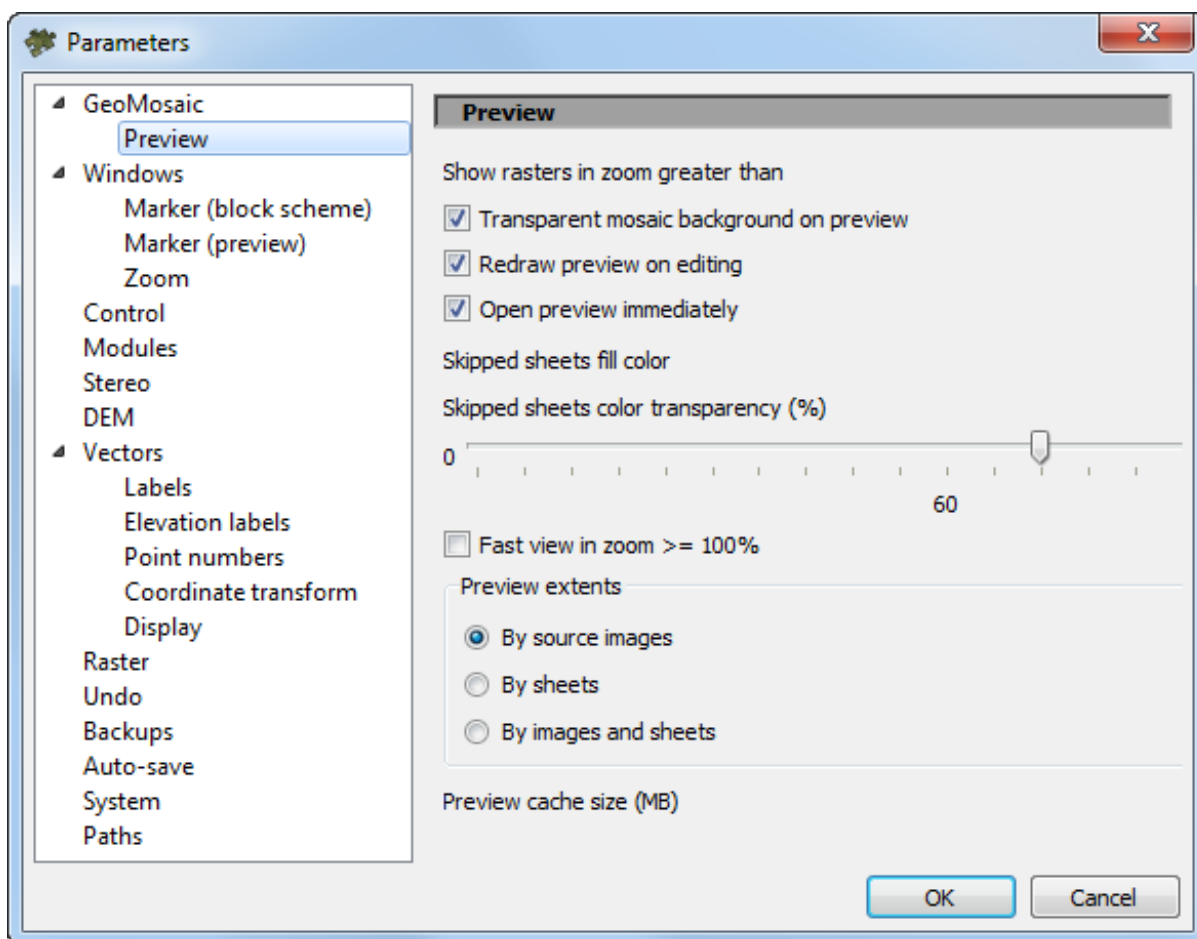 Parameters
GeoMosaic
Preview
Windows
Marker (block scheme)
Marker (preview)
Zoom
Control
Modules
Stereo
DEM
Vectors
Labels
Elevation labels
Point numbers
Coordinate transform
Display
Raster
Undo
Backups
Auto-save
System
Paths
Preview
Show rasters in zoom greater than
Transparent mosaic background on preview
Redraw preview on editing
Open preview immediately
Skipped sheets fill color
Skipped sheets color transparency (%)
0
60
Fast view in zoom >= 100%
Preview extents
By source images
By sheets
By images and sheets
Preview cache size (MB)
OK Cancel